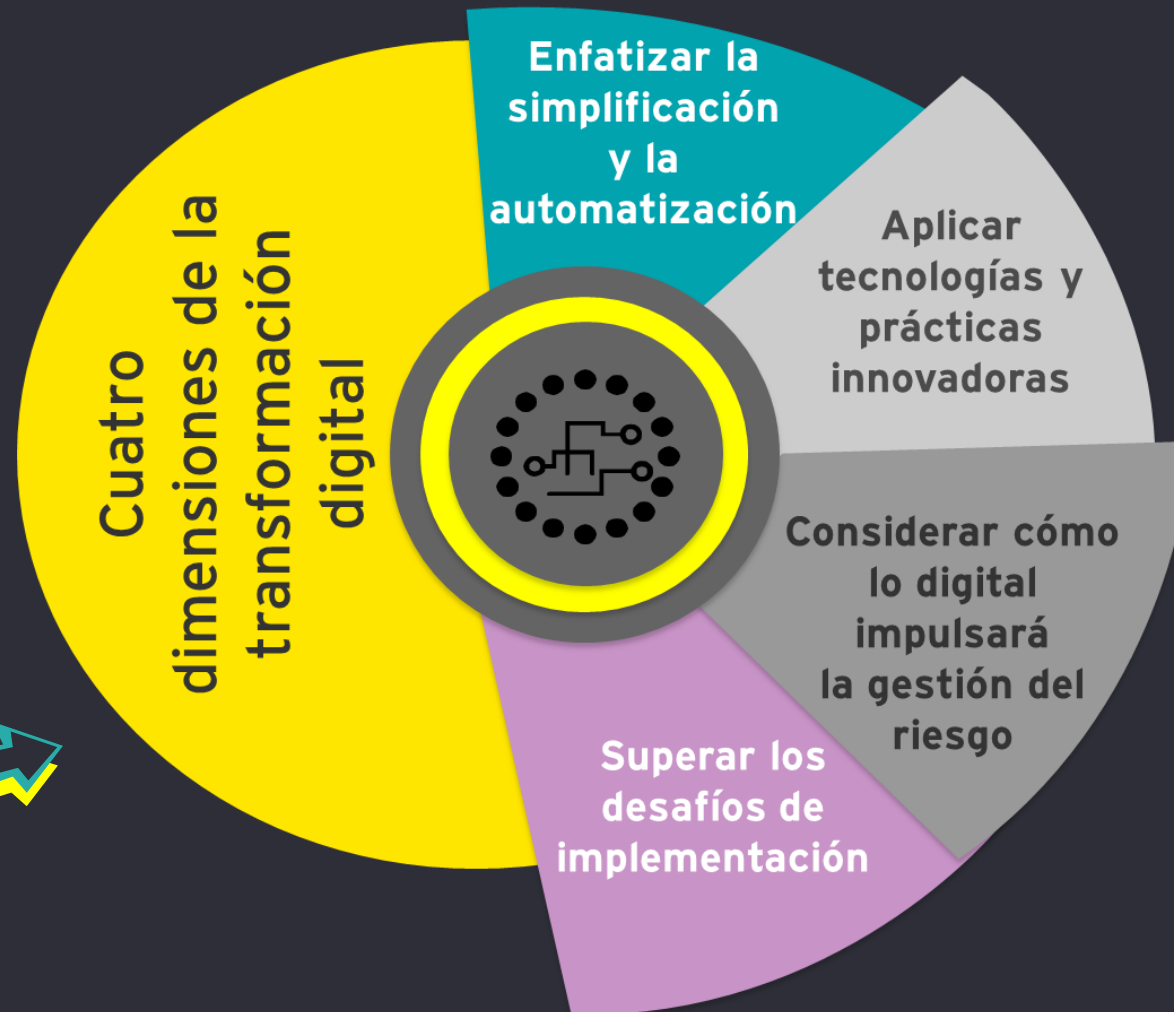 Cuatro
dimensiones de la
transformación
digital
Enfatizar la
simplificación
y la
automatización
Aplicar
tecnologías y
prácticas
innovadoras
Considerar cómo
lo digital
impulsará
la gestión del
riesgo
Superar los
desafíos de
implementación